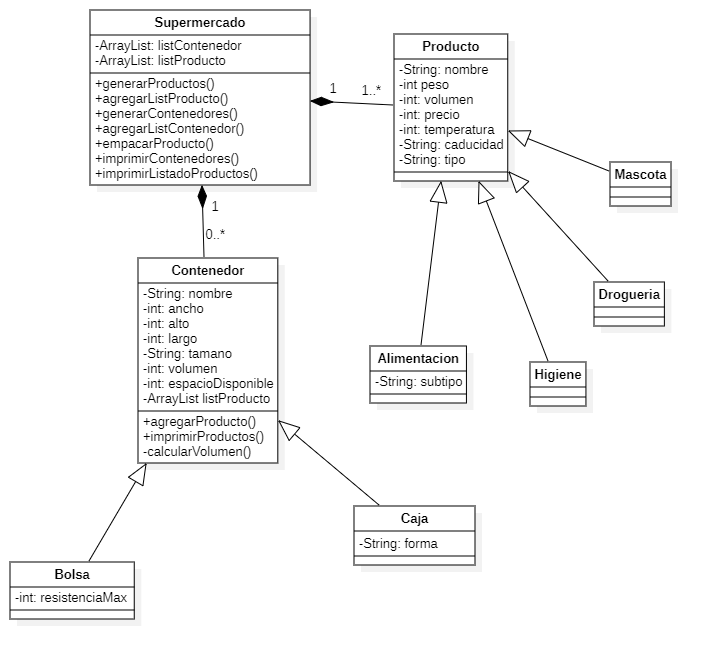 Supermercado
-ArrayList: listContenedor
-ArrayList: listProducto
+generarProductos()
+agregarListProducto()
+generarContenedores()
+agregarListContenedor()
+empacarProducto()
+imprimirContenedores()
+imprimirListadoProductos()
1
1..*
Producto
-String: nombre
-int peso
-int: volumen
-int: precio
-int: temperatura
-String: caducidad
-String: tipo
Mascota
1
0..*
Contenedor
-String: nombre
-int: ancho
-int: alto
-int: largo
-String: tamano
-int: volumen
-int: espacioDisponible
-ArrayList listProducto
+agregarProducto()
+imprimirProductos()
-calcularVolumen()
Drogueria
Alimentacion
-String: subtipo
Higiene
Caja
-String: forma
Bolsa
-int: resistenciaMax